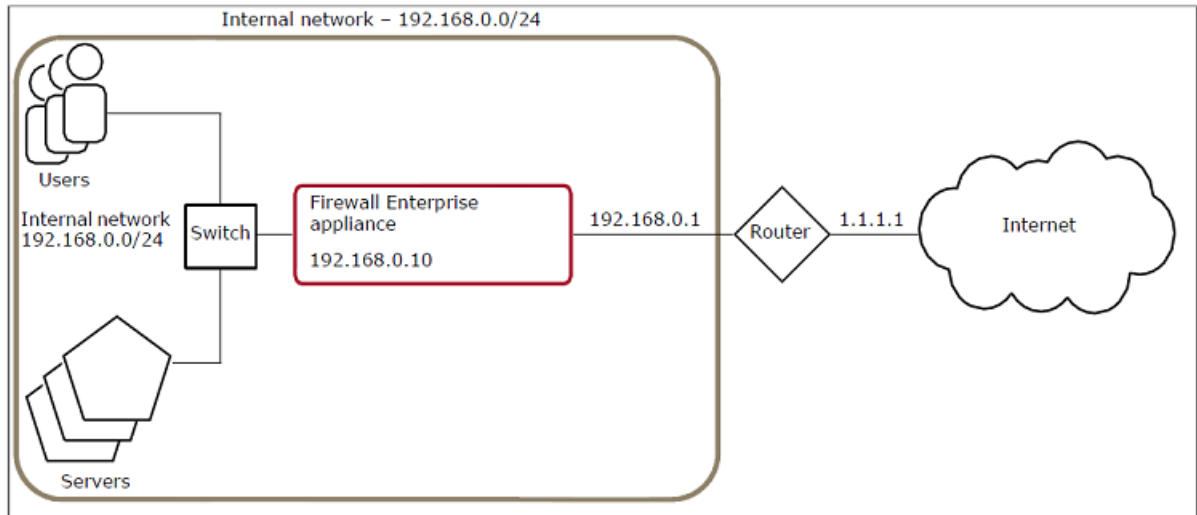 Internal network – 192.168.0.0/24
Users
Internal network
192.168.0.0/24
Switch
Firewall Enterprise
appliance
192.168.0.10
192.168.0.1
Router
1.1.1.1
Internet
Servers